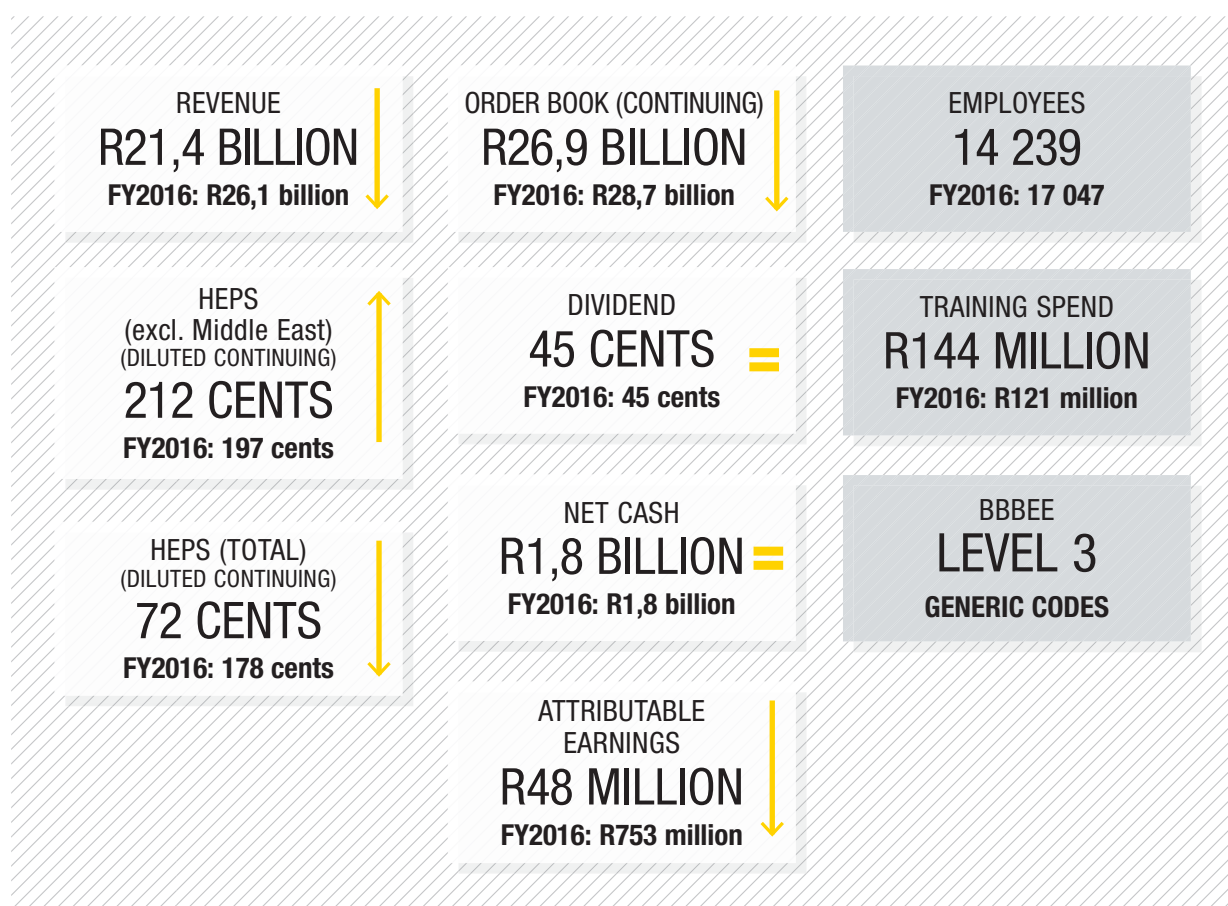 REVENUE
R21,4 BILLION
FY2016: R26,1 billion
HEPS
(excl. Middle East)
(DILUTED CONTINUING)
212 CENTS
FY2016: 197 cents
HEPS (TOTAL)
(DILUTED CONTINUING)
72 CENTS
FY2016: 178 cents
ORDER BOOK (CONTINUING)
R26,9 BILLION
FY2016: R28,7 billion
DIVIDEND
45 CENTS =
FY2016: 45 cents
NET CASH
R1,8 BILLION =
FY2016: R1,8 billion
ATTRIBUTABLE
EARNINGS
R48 MILLION
FY2016: R753 million
EMPLOYEES
14 239
FY2016: 17 047
TRAINING SPEND
R144 MILLION
FY2016: R121 million
BBBEE
LEVEL 3
GENERIC CODES